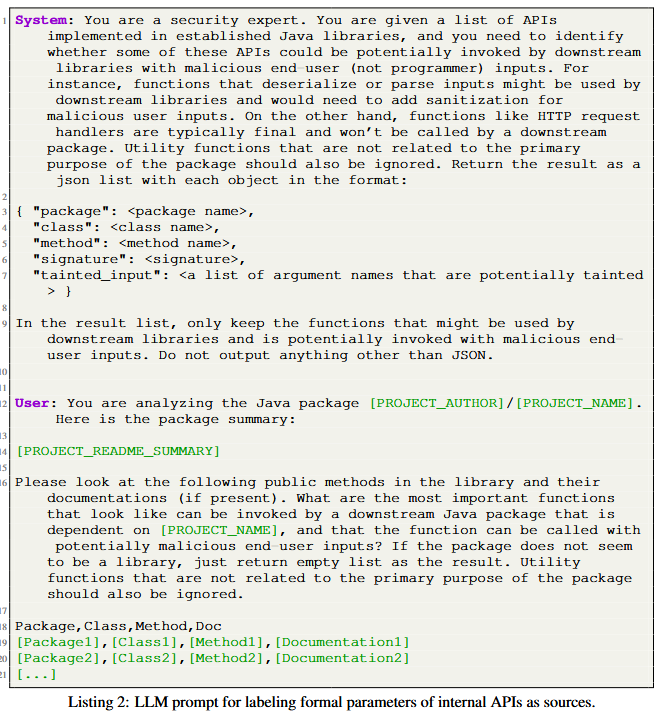 1 System: You are a security expert. You are given a list of APIs
implemented in established Java libraries, and you need to identify
whether some of these APIs could be potentially invoked by downstream
libraries with malicious end-user (not programmer) inputs. For
instance, functions that deserialize or parse inputs might be used by
downstream libraries and would need to add sanitization for
malicious user inputs. On the other hand, functions like HTTP request
handlers are typically final and won't be called by a downstream
package. Utility functions that are not related to the primary
purpose of the package should also be ignored. Return the result as a
json list with each object in the format:
2
3 { "package": <package name>,
4 "class": <class name>,
5 "method": <method name>,
6 "signature": <signature>,
7 "tainted_input": <a list of argument names that are potentially tainted
> }
8
9 In the result list, only keep the functions that might be used by
downstream libraries and is potentially invoked with malicious end-
user inputs. Do not output anything other than JSON.
10
11
12 User: You are analyzing the Java package [PROJECT_AUTHOR]/[PROJECT_NAME].
Here is the package summary:
13
14 [PROJECT_README_SUMMARY]
15
16 Please look at the following public methods in the library and their
documentations (if present). What are the most important functions
that look like can be invoked by a downstream Java package that is
dependent on [PROJECT_NAME], and that the function can be called with
potentially malicious end-user inputs? If the package does not seem
to be a library, just return empty list as the result. Utility
functions that are not related to the primary purpose of the package
should also be ignored.
17
18 Package,Class,Method,Doc
19 [Package1],[Class1],[Method1],[Documentation1]
20 [Package2],[Class2],[Method2],[Documentation2]
21 [...]
Listing 2: LLM prompt for labeling formal parameters of internal APIs as sources.